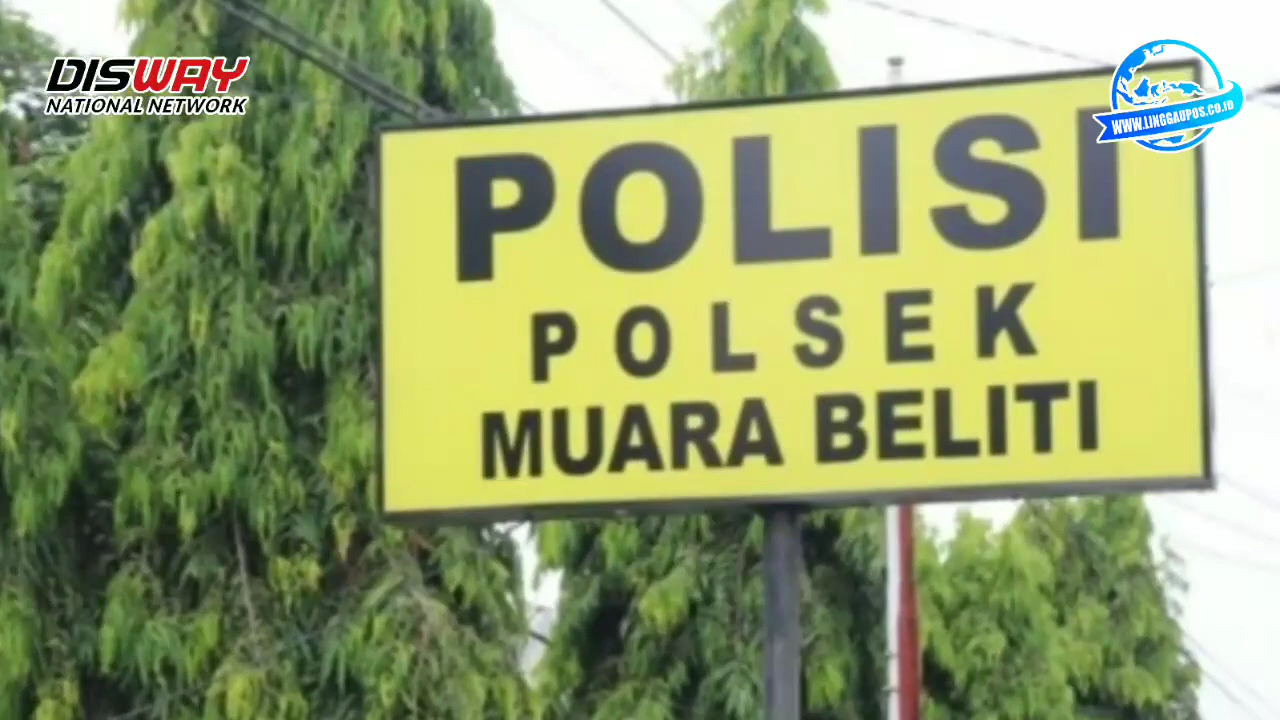 DISWAY
NATIONAL NETWORK
WWW.LINGGAUPOS.CO.ID
POLISI
POLSEK
MUARA BELITI